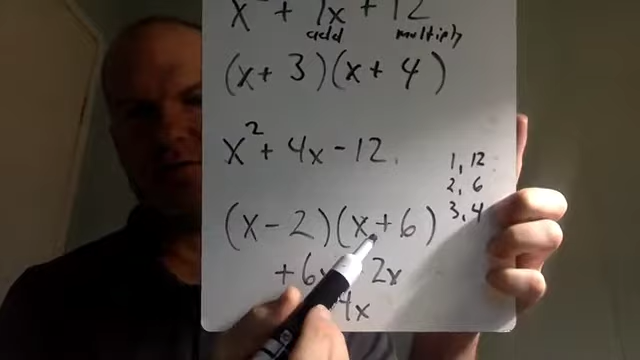 x² + 7x + 12
add multiply
(x + 3)(x + 4)
x² + 4x - 12
1, 12
2, 6
3, 4
(x - 2)(x + 6)
+ 6x - 2x
4x